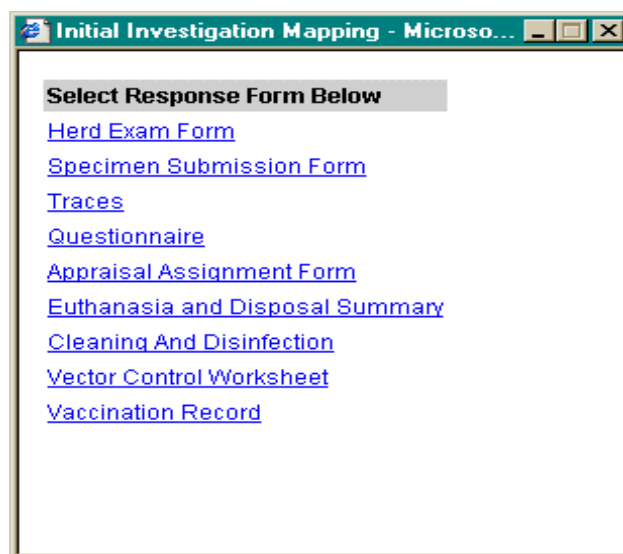 Initial Investigation Mapping - Microso...
Select Response Form Below
Herd Exam Form
Specimen Submission Form
Traces
Questionnaire
Appraisal Assignment Form
Euthanasia and Disposal Summary
Cleaning And Disinfection
Vector Control Worksheet
Vaccination Record